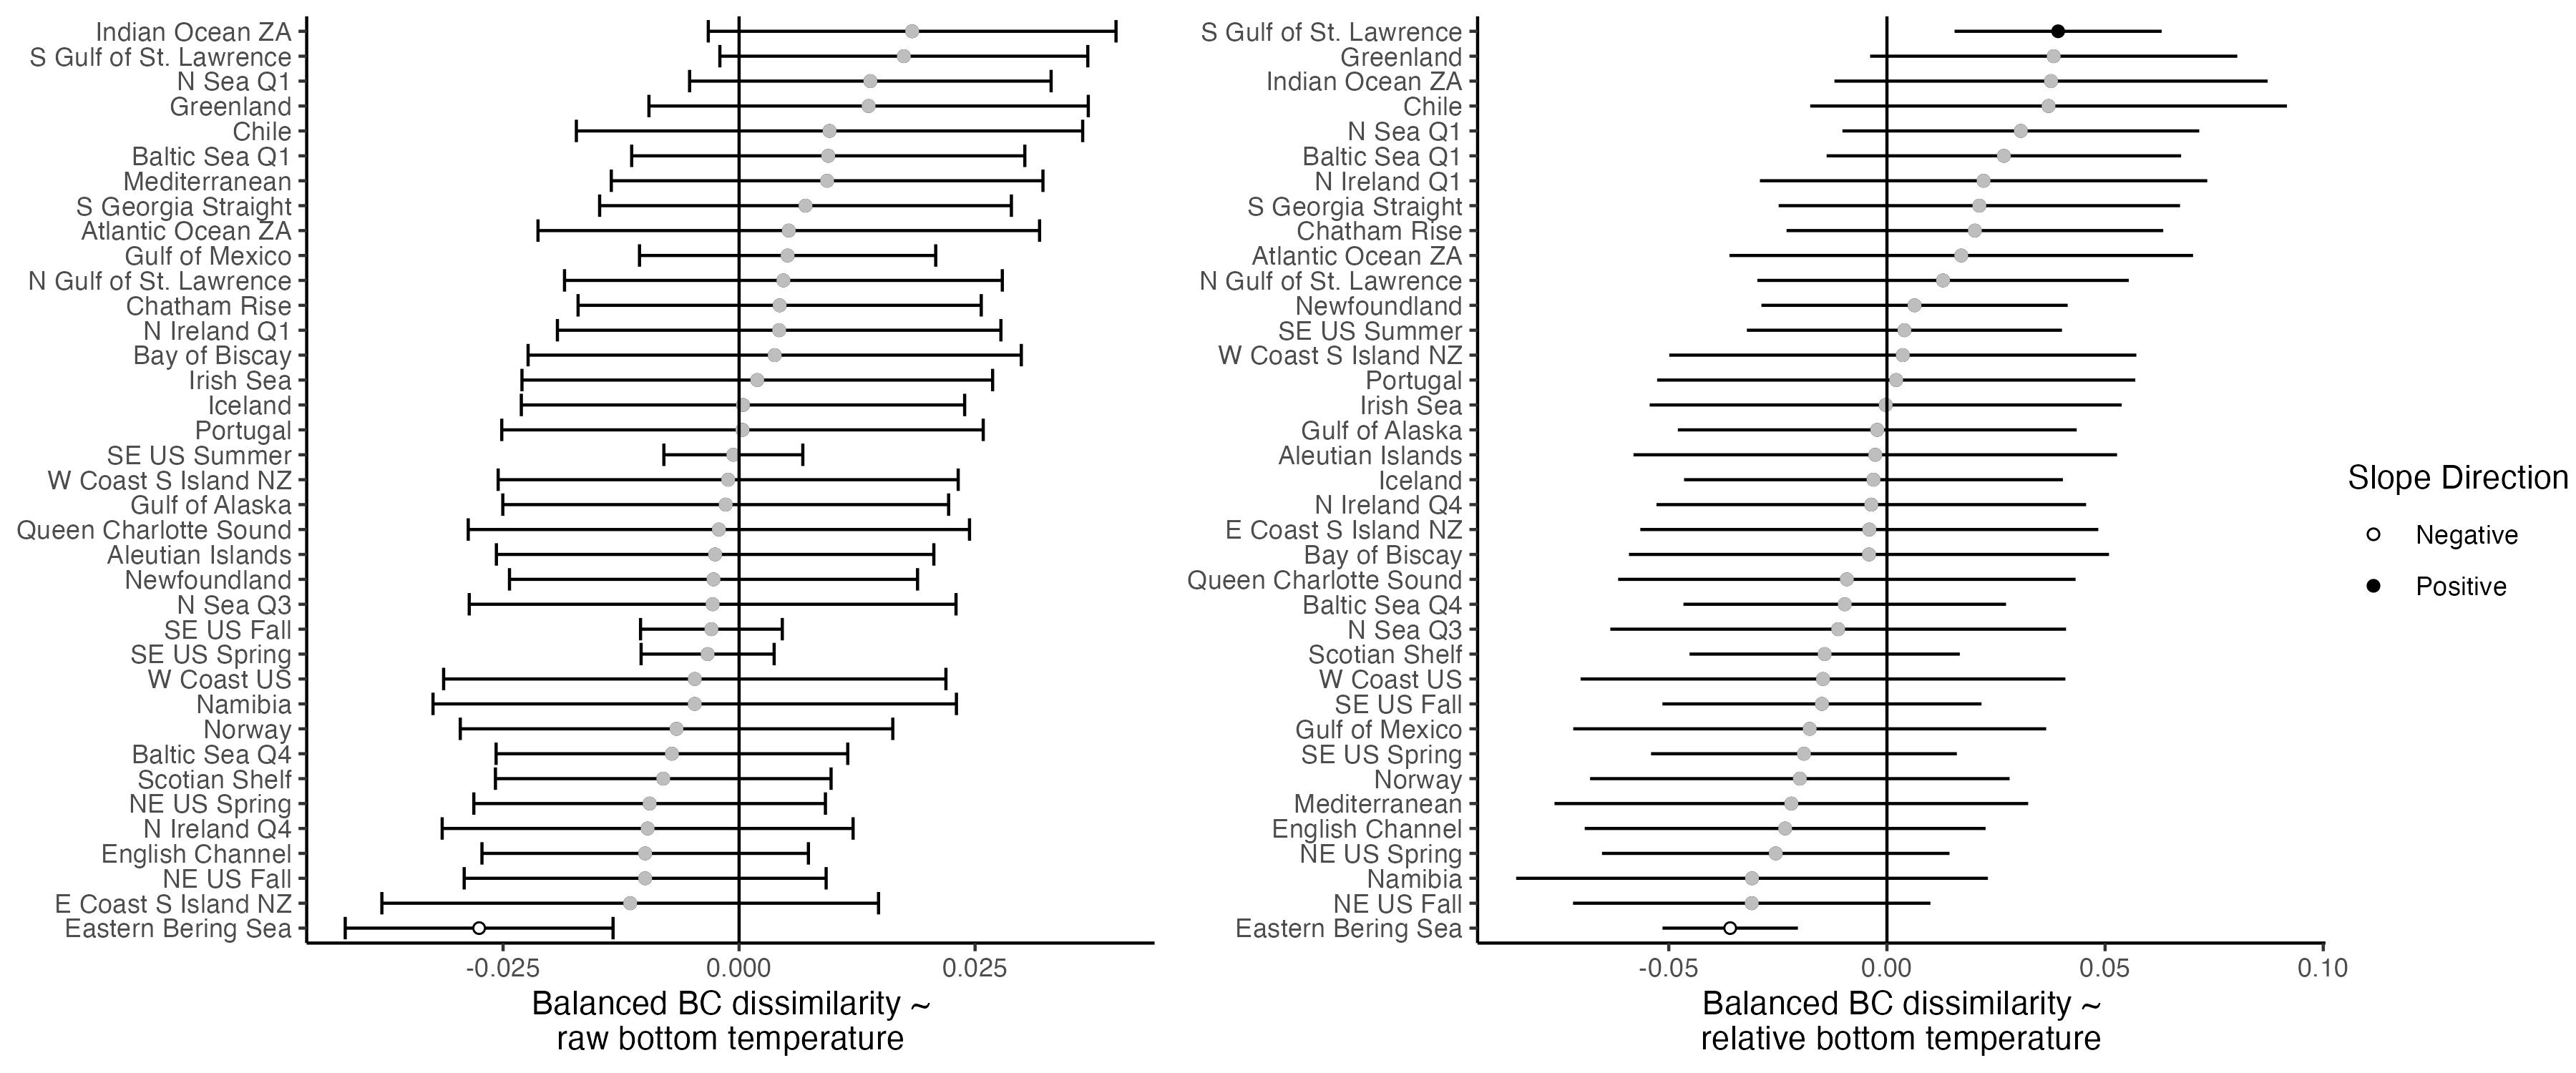 Indian Ocean ZA
S Gulf of St. Lawrence
N Sea Q1
Greenland
Chile
Baltic Sea Q1
Mediterranean
S Georgia Straight
Atlantic Ocean ZA
Gulf of Mexico
N Gulf of St. Lawrence
Chatham Rise
N Ireland Q1
Bay of Biscay
Irish Sea
Iceland
Portugal
SE US Summer
W Coast S Island NZ
Gulf of Alaska
Queen Charlotte Sound
Aleutian Islands
Newfoundland
N Sea Q3
SE US Fall
SE US Spring
W Coast US
Namibia
Norway
Baltic Sea Q4
Scotian Shelf
NE US Spring
N Ireland Q4
English Channel
NE US Fall
E Coast S Island NZ
Eastern Bering Sea
-0.025 0.000 0.025
Balanced BC dissimilarity ~
raw bottom temperature
S Gulf of St. Lawrence
Greenland
Indian Ocean ZA
Chile
N Sea Q1
Baltic Sea Q1
N Ireland Q1
S Georgia Straight
Chatham Rise
Atlantic Ocean ZA
N Gulf of St. Lawrence
Newfoundland
SE US Summer
W Coast S Island NZ
Portugal
Irish Sea
Gulf of Alaska
Aleutian Islands
Iceland
N Ireland Q4
E Coast S Island NZ
Bay of Biscay
Queen Charlotte Sound
Baltic Sea Q4
N Sea Q3
Scotian Shelf
W Coast US
SE US Fall
Gulf of Mexico
SE US Spring
Norway
Mediterranean
English Channel
NE US Spring
Namibia
NE US Fall
Eastern Bering Sea
-0.05 0.00 0.05 0.10
Balanced BC dissimilarity ~
relative bottom temperature
Slope Direction
Negative
Positive